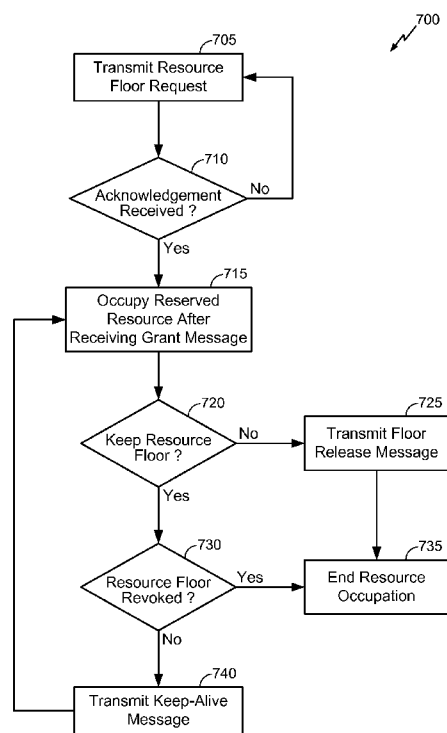 700
705
Transmit Resource
Floor Request
710
Acknowledgement
Received ?
No
Yes
715
Occupy Reserved
Resource After
Receiving Grant Message
720
Keep Resource
Floor ?
No
Yes
725
Transmit Floor
Release Message
730
Resource Floor
Revoked ?
Yes
No
735
End Resource
Occupation
740
Transmit Keep-Alive
Message